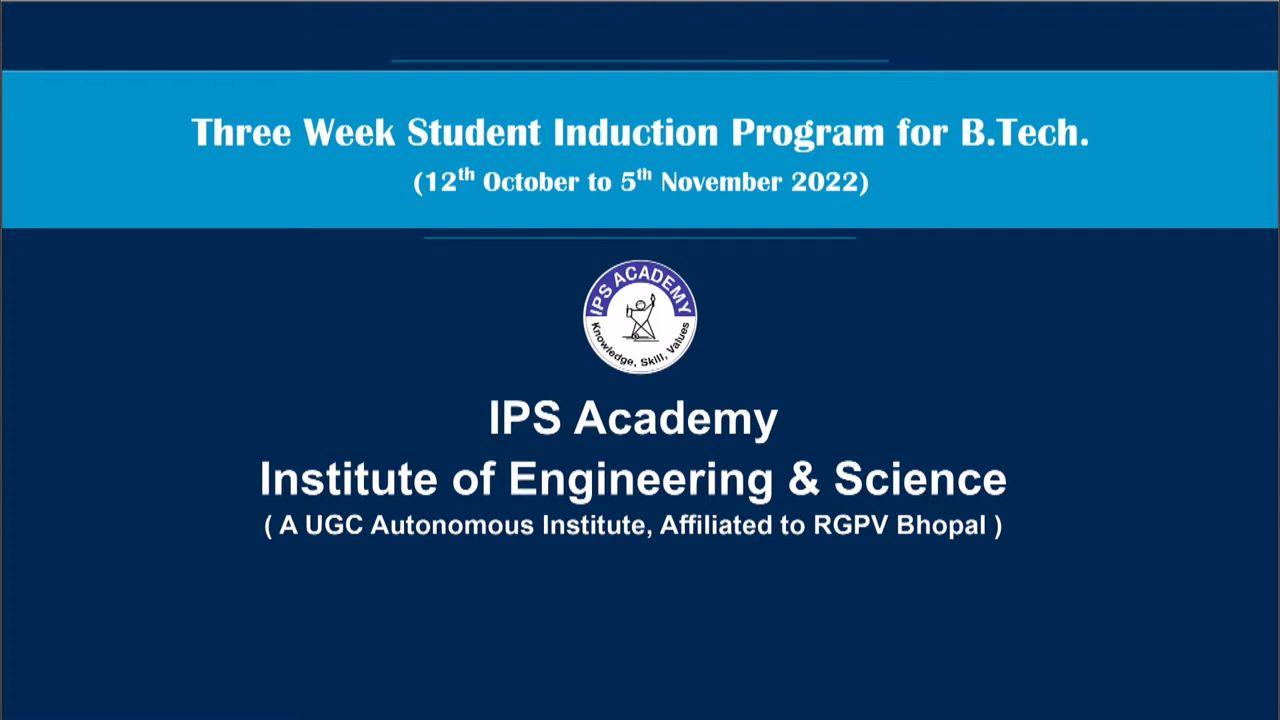 Three Week Student Induction Program for B.Tech.
(12th October to 5th November 2022)
IPS ACADEMY
Knowledge, Skill, Values
IPS Academy
Institute of Engineering & Science
( A UGC Autonomous Institute, Affiliated to RGPV Bhopal )